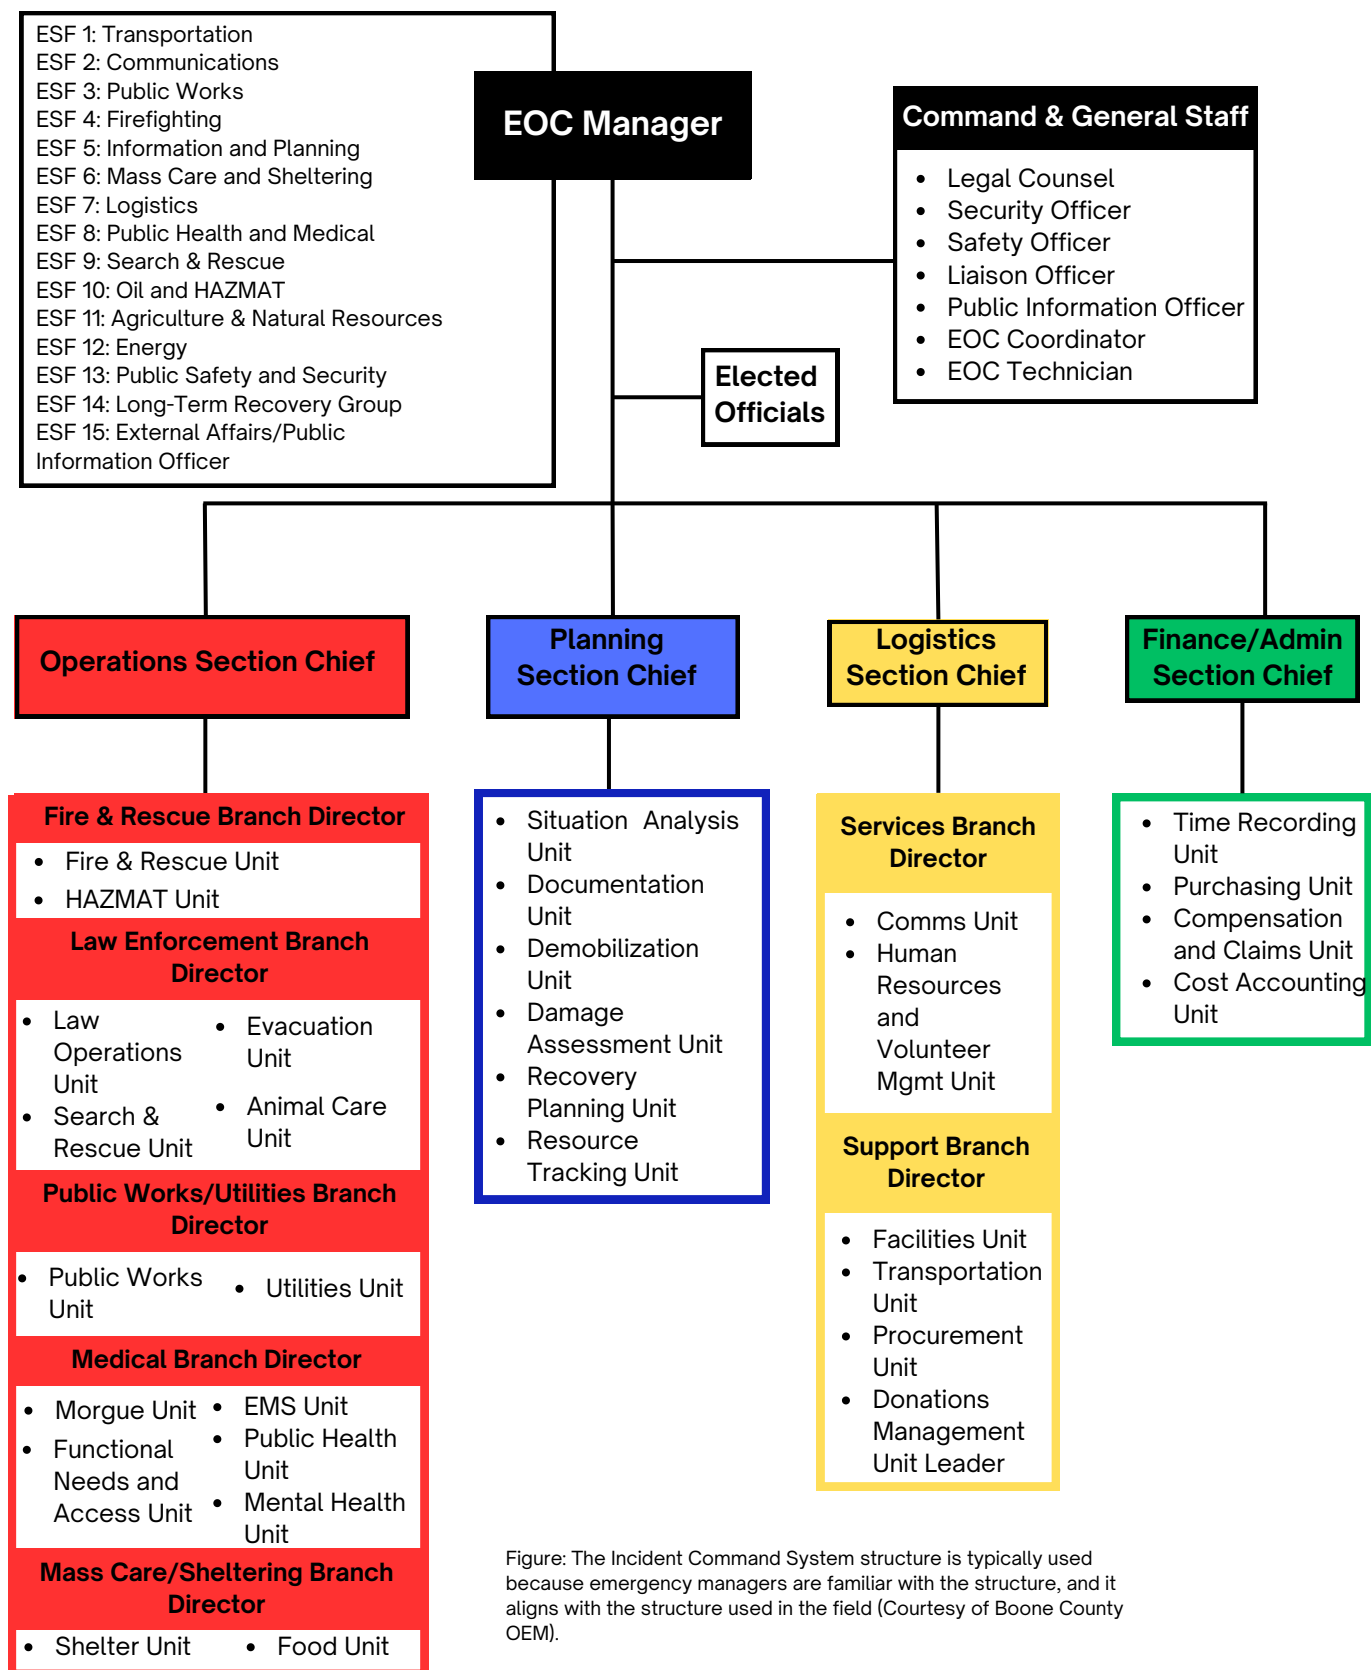 ESF 1: Transportation
ESF 2: Communications
ESF 3: Public Works
ESF 4: Firefighting
ESF 5: Information and Planning
ESF 6: Mass Care and Sheltering
ESF 7: Logistics
ESF 8: Public Health and Medical
ESF 9: Search & Rescue
ESF 10: Oil and HAZMAT
ESF 11: Agriculture & Natural Resources
ESF 12: Energy
ESF 13: Public Safety and Security
ESF 14: Long-Term Recovery Group
ESF 15: External Affairs/Public
Information Officer
EOC Manager
Command & General Staff
• Legal Counsel
• Security Officer
• Safety Officer
• Liaison Officer
• Public Information Officer
• EOC Coordinator
• EOC Technician
Elected
Officials
Operations Section Chief
Planning
Section Chief
Logistics
Section Chief
Finance/Admin
Section Chief
Fire & Rescue Branch Director
• Fire & Rescue Unit
• HAZMAT Unit
Law Enforcement Branch
Director
• Law
Operations
Unit
• Search &
Rescue Unit
• Evacuation
Unit
• Animal Care
Unit
Public Works/Utilities Branch
Director
• Public Works
Unit
• Utilities Unit
Medical Branch Director
• Morgue Unit
• Functional
Needs and
Access Unit
• EMS Unit
• Public Health
Unit
• Mental Health
Unit
Mass Care/Sheltering Branch
Director
• Shelter Unit
• Food Unit
• Situation Analysis
Unit
• Documentation
Unit
• Demobilization
Unit
• Damage
Assessment Unit
• Recovery
Planning Unit
• Resource
Tracking Unit
Services Branch
Director
• Comms Unit
• Human
Resources
and
Volunteer
Mgmt Unit
Support Branch
Director
• Facilities Unit
• Transportation
Unit
• Procurement
Unit
• Donations
Management
Unit Leader
• Time Recording
Unit
• Purchasing Unit
• Compensation
and Claims Unit
• Cost Accounting
Unit
Figure: The Incident Command System structure is typically used
because emergency managers are familiar with the structure, and it
aligns with the structure used in the field (Courtesy of Boone County
OEM).